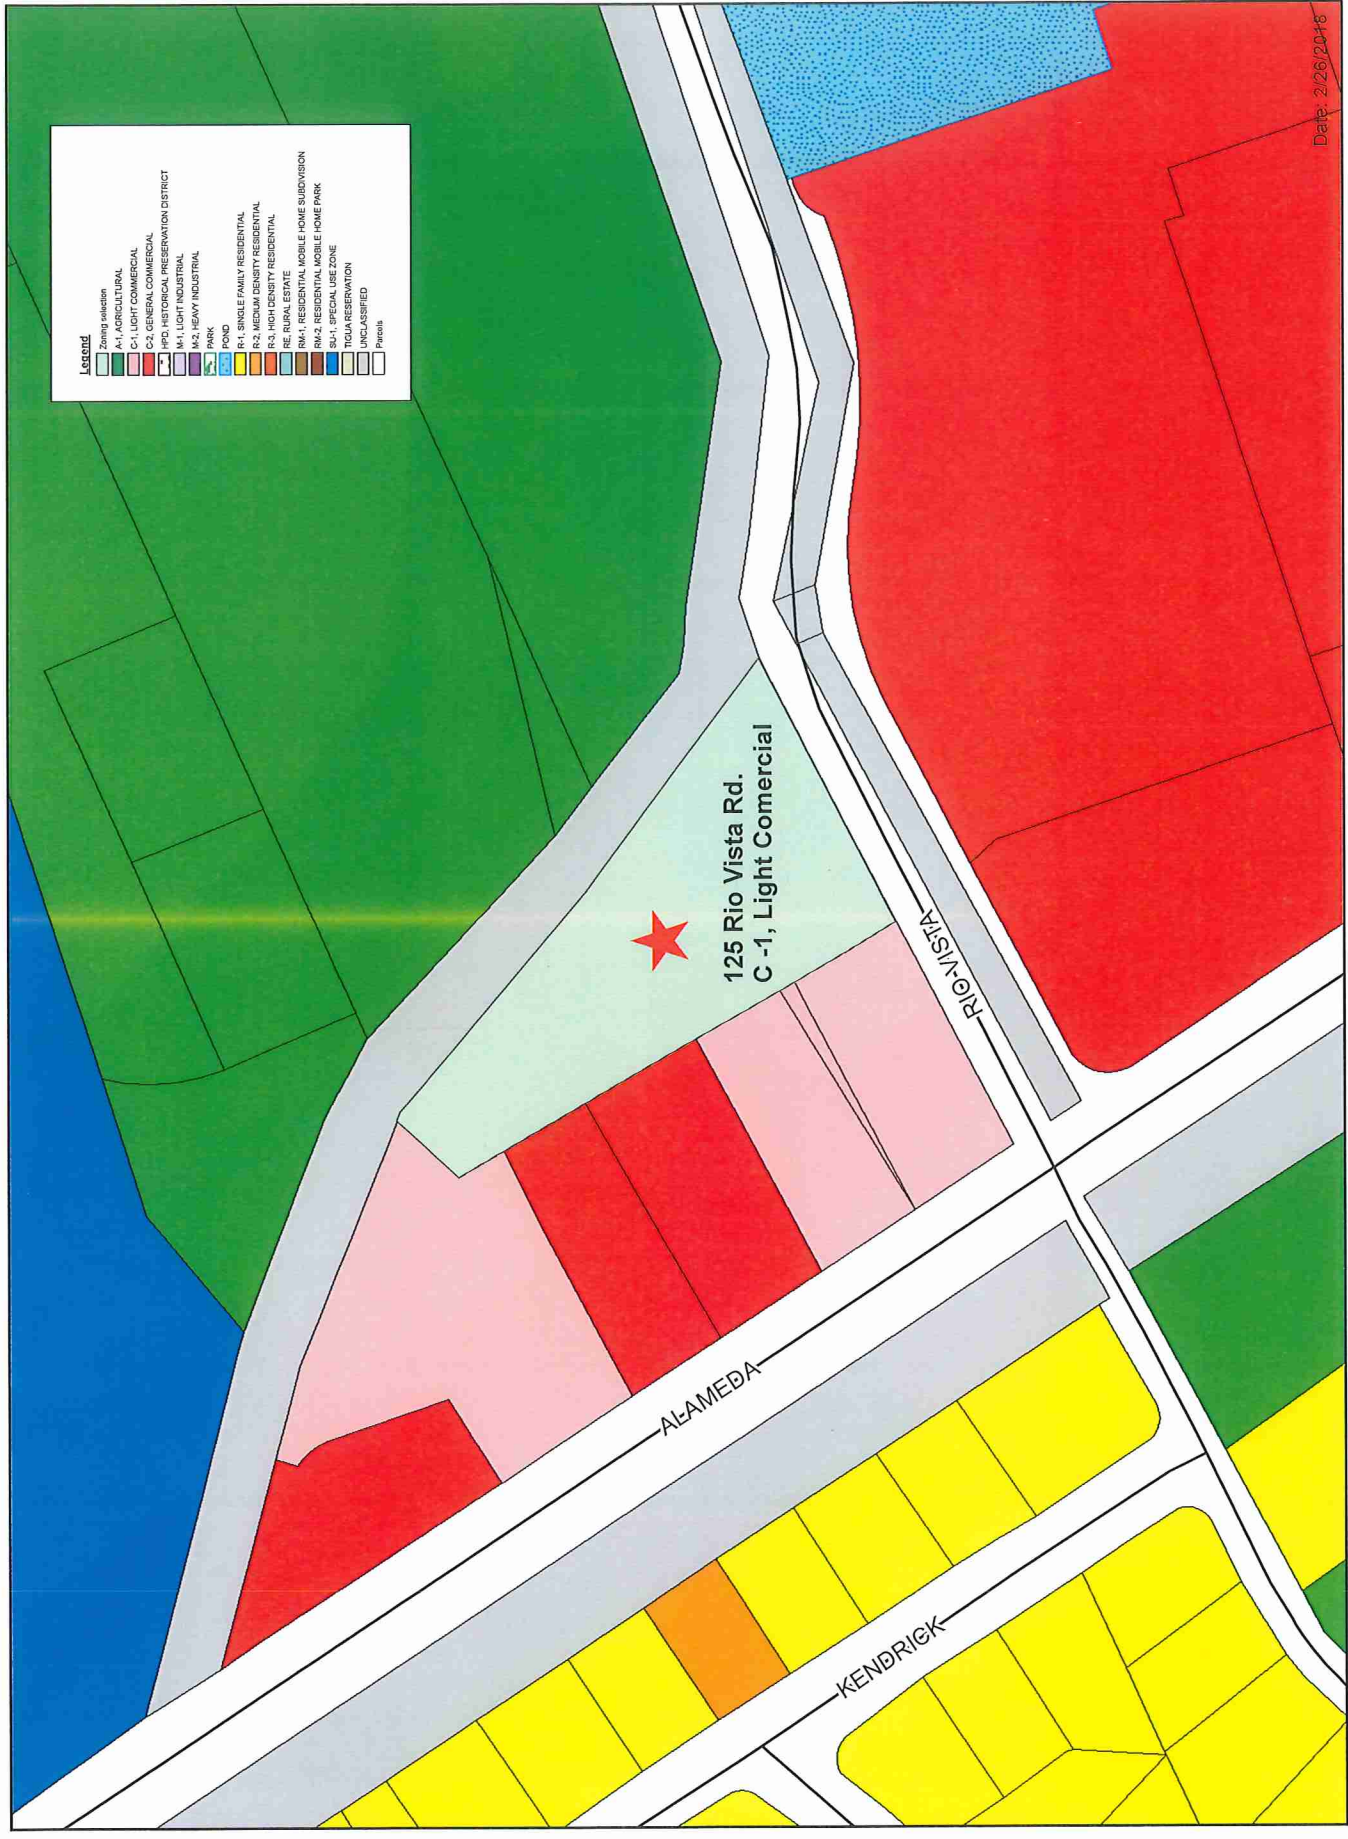 Legend
Zoning selection
A-1, AGRICULTURAL
C-1, LIGHT COMMERCIAL
C-2, GENERAL COMMERCIAL
HPD, HISTORICAL PRESERVATION DISTRICT
M-1, LIGHT INDUSTRIAL
M-2, HEAVY INDUSTRIAL
PARK
POND
R-1, SINGLE FAMILY RESIDENTIAL
R-2, MEDIUM DENSITY RESIDENTIAL
R-3, HIGH DENSITY RESIDENTIAL
RE, RURAL ESTATE
RM-1, RESIDENTIAL MOBILE HOME SUBDIVISION
RM-2, RESIDENTIAL MOBILE HOME PARK
SU-1, SPECIAL USE ZONE
TIGUA RESERVATION
UNCLASSIFIED
Parcels
125 Rio Vista Rd.
C -1, Light Comercial
ALAMEDA
RIO VISTA
KENDRICK
Date: 2/26/2018